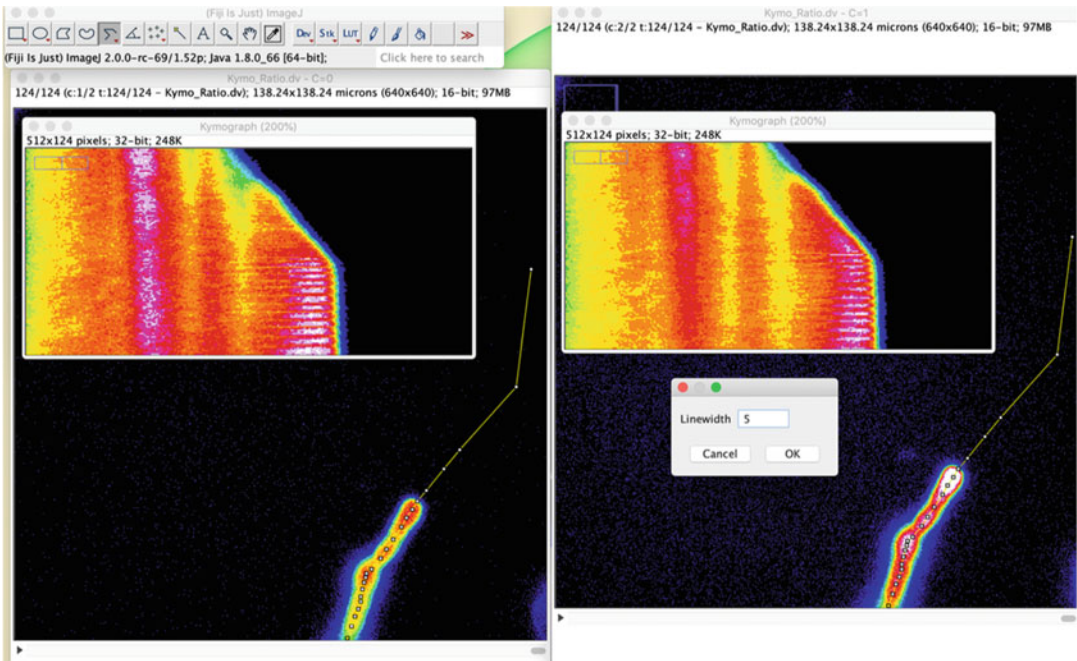 (Fiji Is Just) ImageJ
Dev Stk LUT
(Fiji Is Just) ImageJ 2.0.0-rc-69/1.52p; Java 1.8.0_66 [64-bit];
Click here to search
Kymo_Ratio.dv - C=0
124/124 (c:1/2 t:124/124 - Kymo_Ratio.dv); 138.24x138.24 microns (640x640); 16-bit; 97MB
Kymograph (200%)
512x124 pixels; 32-bit; 248K
Kymo_Ratio.dv - C=1
124/124 (c:2/2 t:124/124 - Kymo_Ratio.dv); 138.24x138.24 microns (640x640); 16-bit; 97MB
Kymograph (200%)
512x124 pixels; 32-bit; 248K
Linewidth 5
Cancel OK